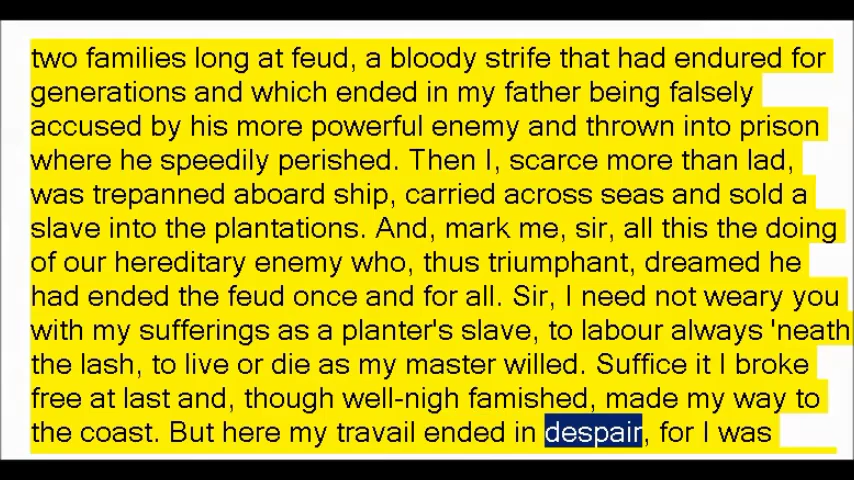 two families long at feud, a bloody strife that had endured for
generations and which ended in my father being falsely
accused by his more powerful enemy and thrown into prison
where he speedily perished. Then I, scarce more than lad,
was trepanned aboard ship, carried across seas and sold a
slave into the plantations. And, mark me, sir, all this the doing
of our hereditary enemy who, thus triumphant, dreamed he
had ended the feud once and for all. Sir, I need not weary you
with my sufferings as a planter's slave, to labour always 'neath
the lash, to live or die as my master willed. Suffice it I broke
free at last and, though well-nigh famished, made my way to
the coast. But here my travail ended in despair, for I was